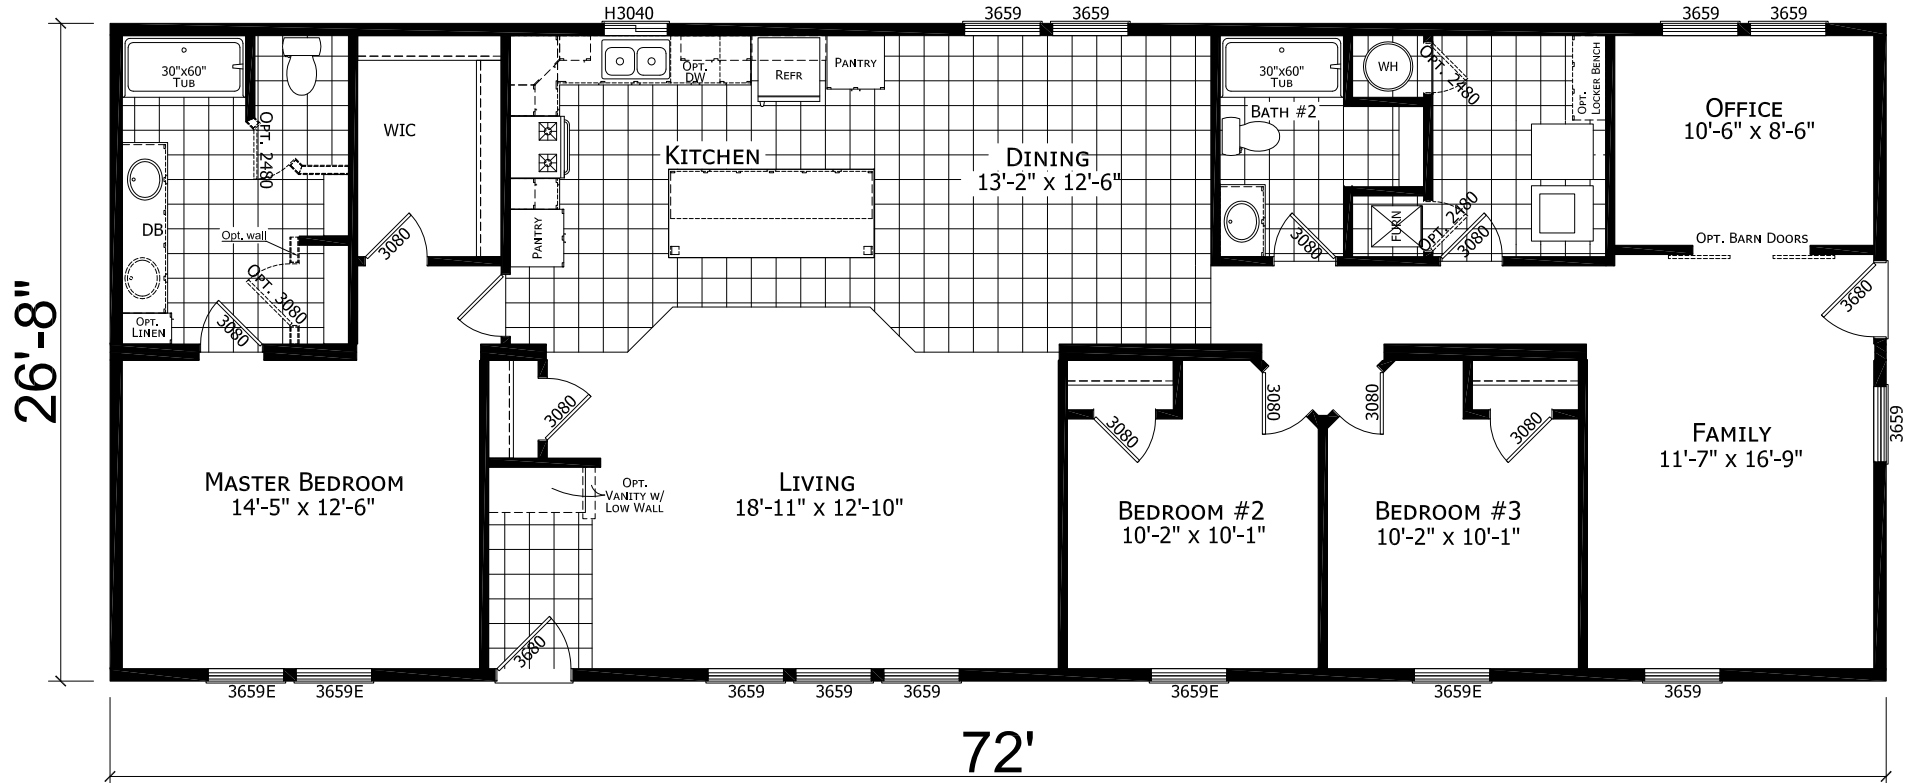 H3040
3659
3659
3659
3659
30"x60"
TUB
OPT. 2480
WIC
OPT.
DW
REFR
PANTRY
KITCHEN
DINING
13'-2" x 12'-6"
30"x60"
TUB
BATH #2
WH
OPT. 2480
OPT.
LOCKER BENCH
OFFICE
10'-6" x 8'-6"
DB
Opt. wall
OPT. 3080
OPT.
LINEN
3080
3080
PANTRY
3080
FURN
OPT. 2480
3080
OPT. BARN DOORS
3680
26'-8"
3080
3080
3080
3080
3080
3659
MASTER BEDROOM
14'-5" x 12'-6"
OPT.
VANITY W/
LOW WALL
LIVING
18'-11" x 12'-10"
BEDROOM #2
10'-2" x 10'-1"
BEDROOM #3
10'-2" x 10'-1"
FAMILY
11'-7" x 16'-9"
3680
3659E
3659E
3659
3659
3659
3659E
3659E
3659
72'